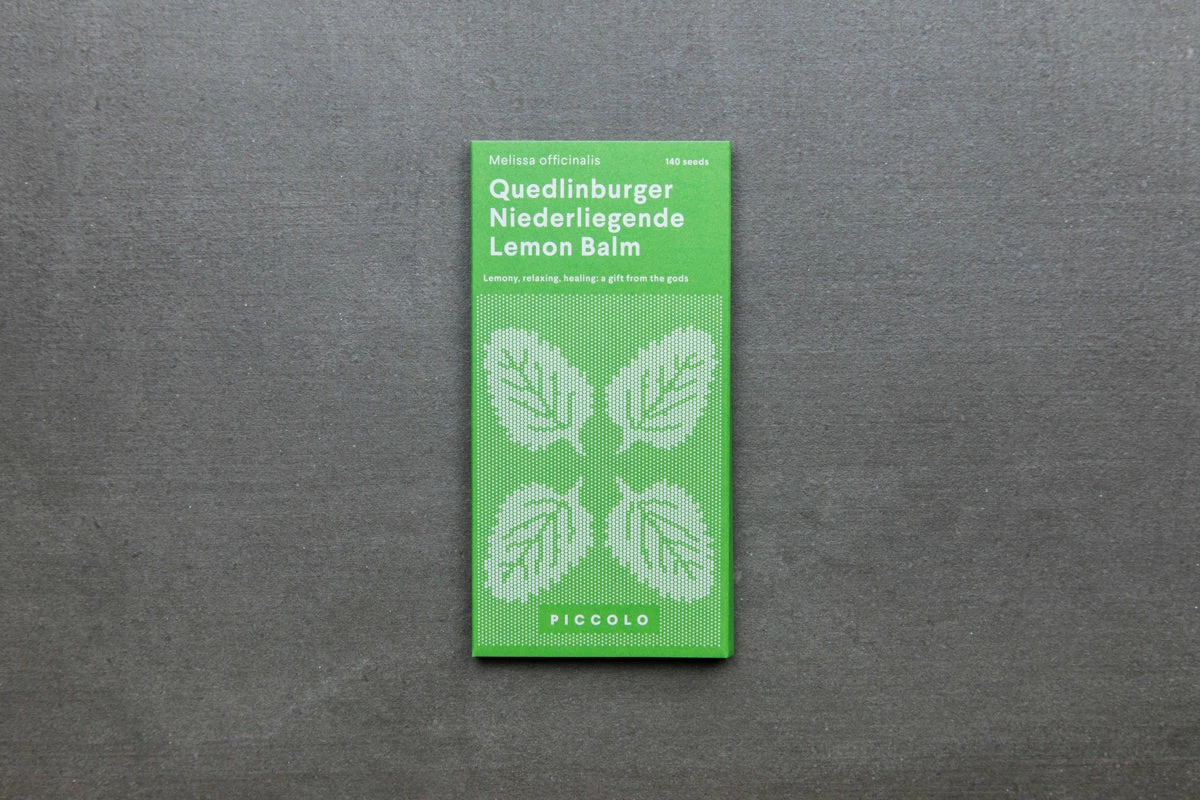 Melissa officinalis 140 seeds
Quedlinburger
Niederliegende
Lemon Balm
Lemony, relaxing, healing: a gift from the gods
PICCOLO